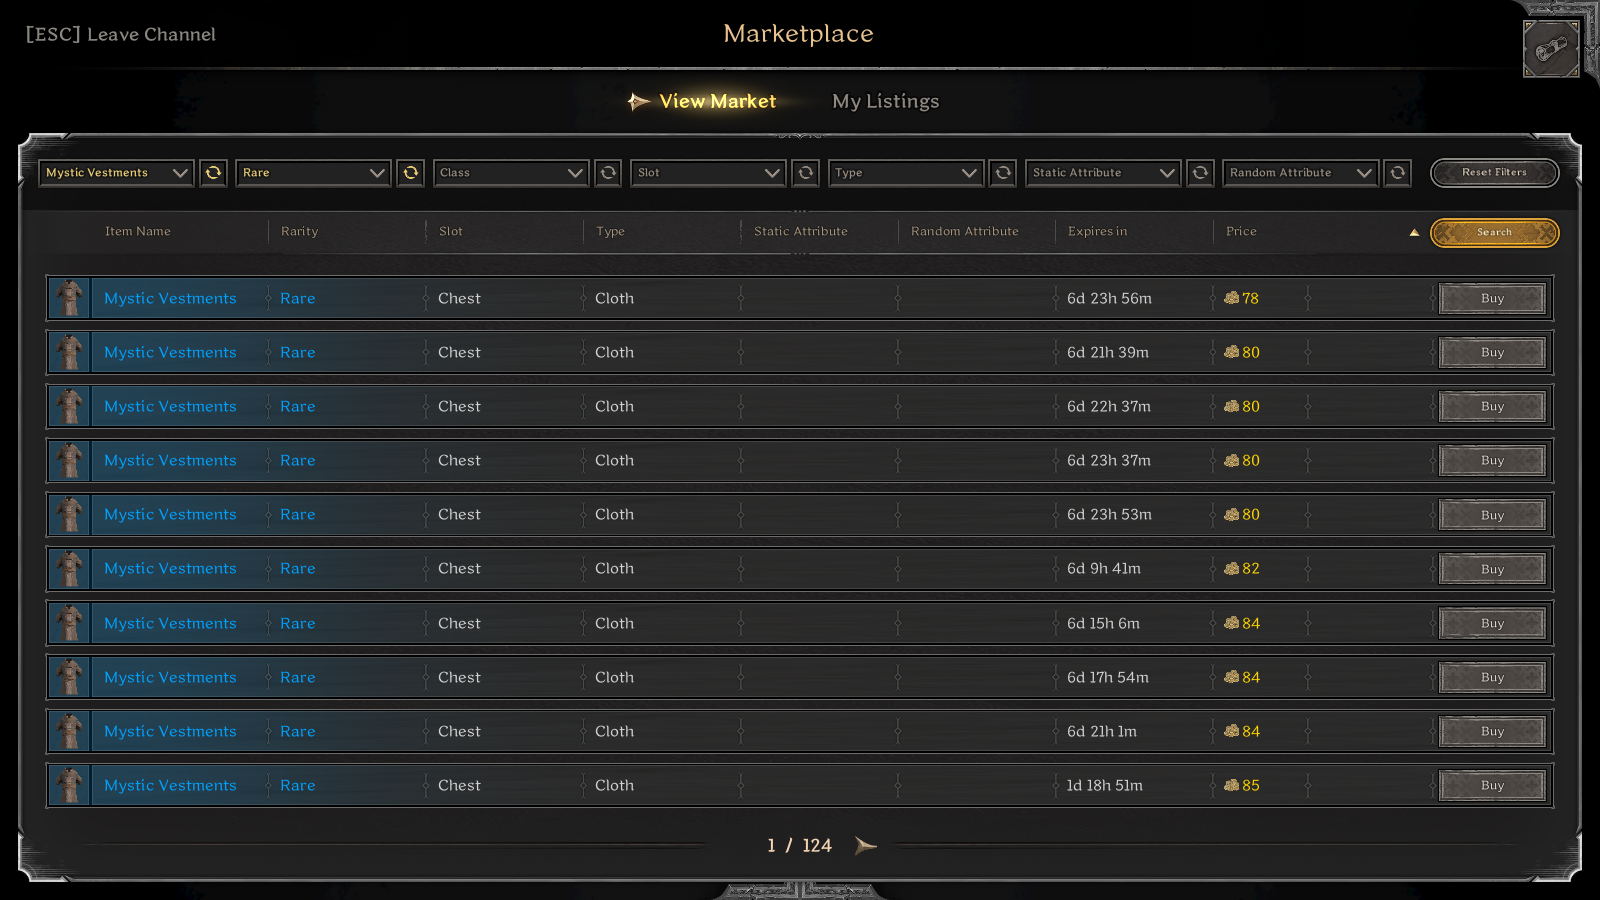 [ESC] Leave Channel
Marketplace
View Market My Listings
Mystic Vestments Rare Class Slot Type Static Attribute Random Attribute Reset Filters
Item Name Rarity Slot Type Static Attribute Random Attribute Expires in Price Search
Mystic Vestments Rare Chest Cloth 6d 23h 56m 78 Buy
Mystic Vestments Rare Chest Cloth 6d 21h 39m 80 Buy
Mystic Vestments Rare Chest Cloth 6d 22h 37m 80 Buy
Mystic Vestments Rare Chest Cloth 6d 23h 37m 80 Buy
Mystic Vestments Rare Chest Cloth 6d 23h 53m 80 Buy
Mystic Vestments Rare Chest Cloth 6d 9h 41m 82 Buy
Mystic Vestments Rare Chest Cloth 6d 15h 6m 84 Buy
Mystic Vestments Rare Chest Cloth 6d 17h 54m 84 Buy
Mystic Vestments Rare Chest Cloth 6d 21h 1m 84 Buy
Mystic Vestments Rare Chest Cloth 1d 18h 51m 85 Buy
1 / 124